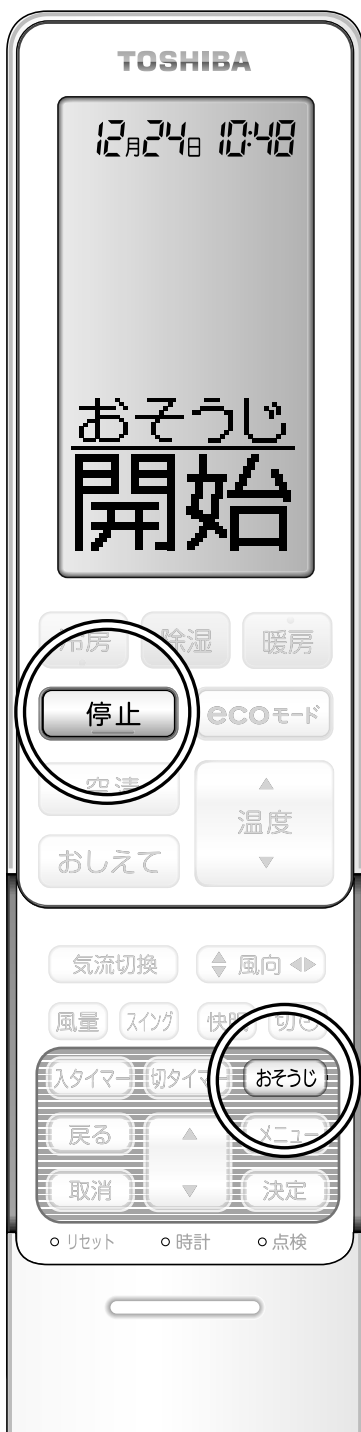 TOSHIBA
12月24日 10:48
おそうじ
開始
冷房 除湿 暖房
停止 ecoモード
空清 温度
おしえて
気流切換 風向
風量 スイング 快眠 切
入タイマー 切タイマー おそうじ
戻る メニュー
取消 決定
リセット 時計 点検